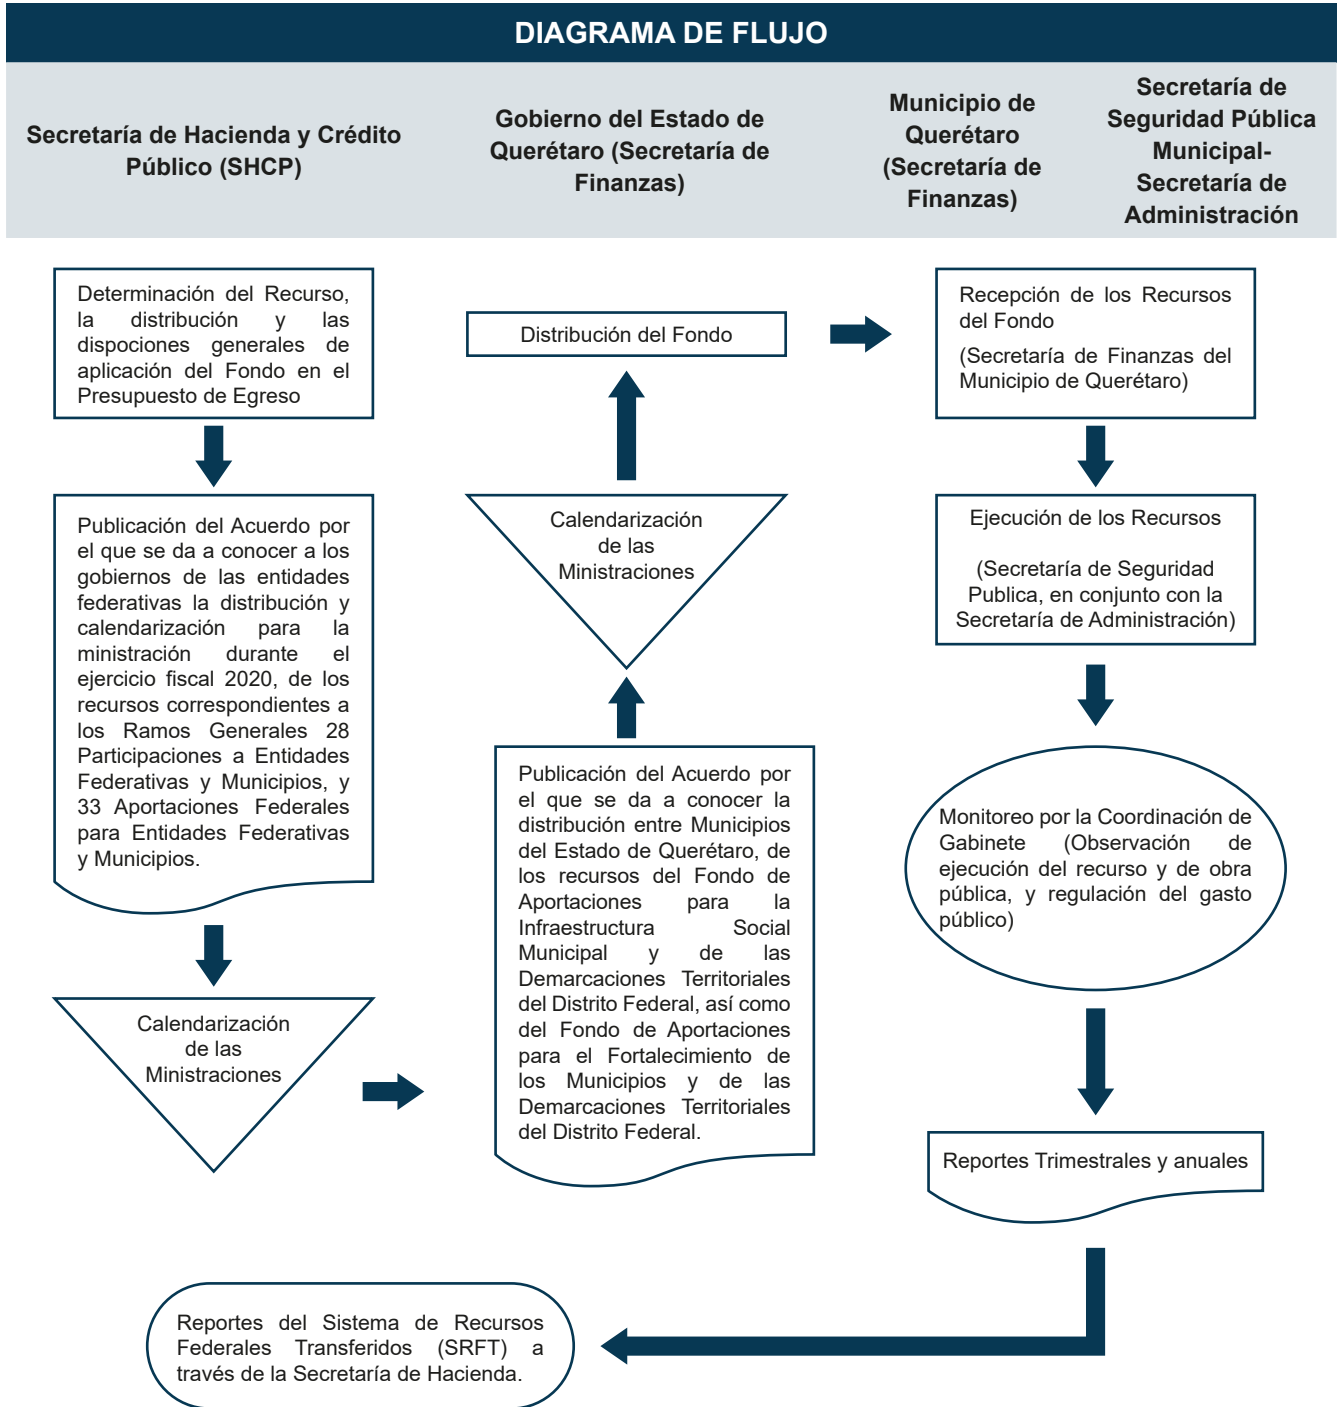 DIAGRAMA DE FLUJO
Secretaría de Hacienda y Crédito
Público (SHCP)
Gobierno del Estado de
Querétaro (Secretaría de
Finanzas)
Municipio de
Querétaro
(Secretaría de
Finanzas)
Secretaría de
Seguridad Pública
Municipal-
Secretaría de
Administración
Determinación del Recurso,
la distribución y las
dispociones generales de
aplicación del Fondo en el
Presupuesto de Egreso
Publicación del Acuerdo por
el que se da a conocer a los
gobiernos de las entidades
federativas la distribución y
calendarización para la
ministración durante el
ejercicio fiscal 2020, de los
recursos correspondientes a
los Ramos Generales 28
Participaciones a Entidades
Federativas y Municipios, y
33 Aportaciones Federales
para Entidades Federativas
y Municipios.
Calendarización
de las
Ministraciones
Publicación del Acuerdo por
el que se da a conocer la
distribución entre Municipios
del Estado de Querétaro, de
los recursos del Fondo de
Aportaciones para la
Infraestructura Social
Municipal y de las
Demarcaciones Territoriales
del Distrito Federal, así como
del Fondo de Aportaciones
para el Fortalecimiento de
los Municipios y de las
Demarcaciones Territoriales
del Distrito Federal.
Calendarización
de las
Ministraciones
Distribución del Fondo
Recepción de los Recursos
del Fondo
(Secretaría de Finanzas del
Municipio de Querétaro)
Ejecución de los Recursos
(Secretaría de Seguridad
Publica, en conjunto con la
Secretaría de Administración)
Monitoreo por la Coordinación de
Gabinete (Observación de
ejecución del recurso y de obra
pública, y regulación del gasto
público)
Reportes Trimestrales y anuales
Reportes del Sistema de Recursos
Federales Transferidos (SRFT) a
través de la Secretaría de Hacienda.